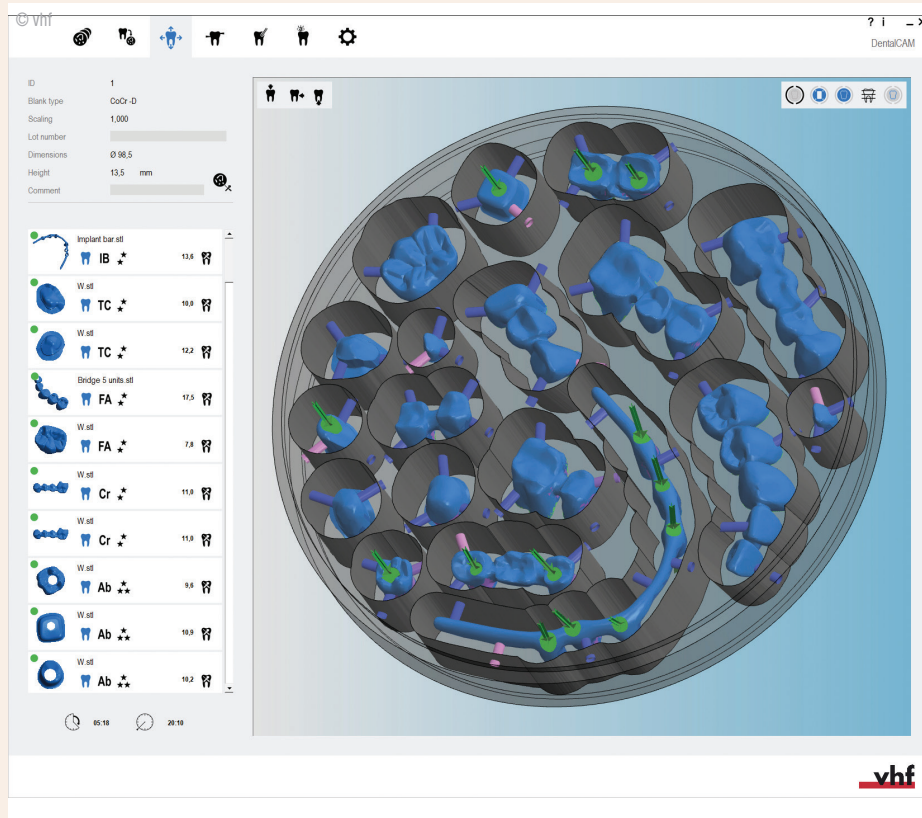 © vhf
? i
DentalCAM
ID 1
Blank type CoCr -D
Scaling 1,000
Lot number
Dimensions Ø 98,5
Height 13,5 mm
Comment
Implant bar.stl
IB 13,6
W.stl
TC 10,0
W.stl
TC 12,2
Bridge 5 units.stl
FA 17,5
W.stl
FA 7,8
W.stl
Cr 11,0
W.stl
Cr 11,0
W.stl
Ab 9,6
W.stl
Ab 10,9
W.stl
Ab 10,2
05:18 20:10
vhf